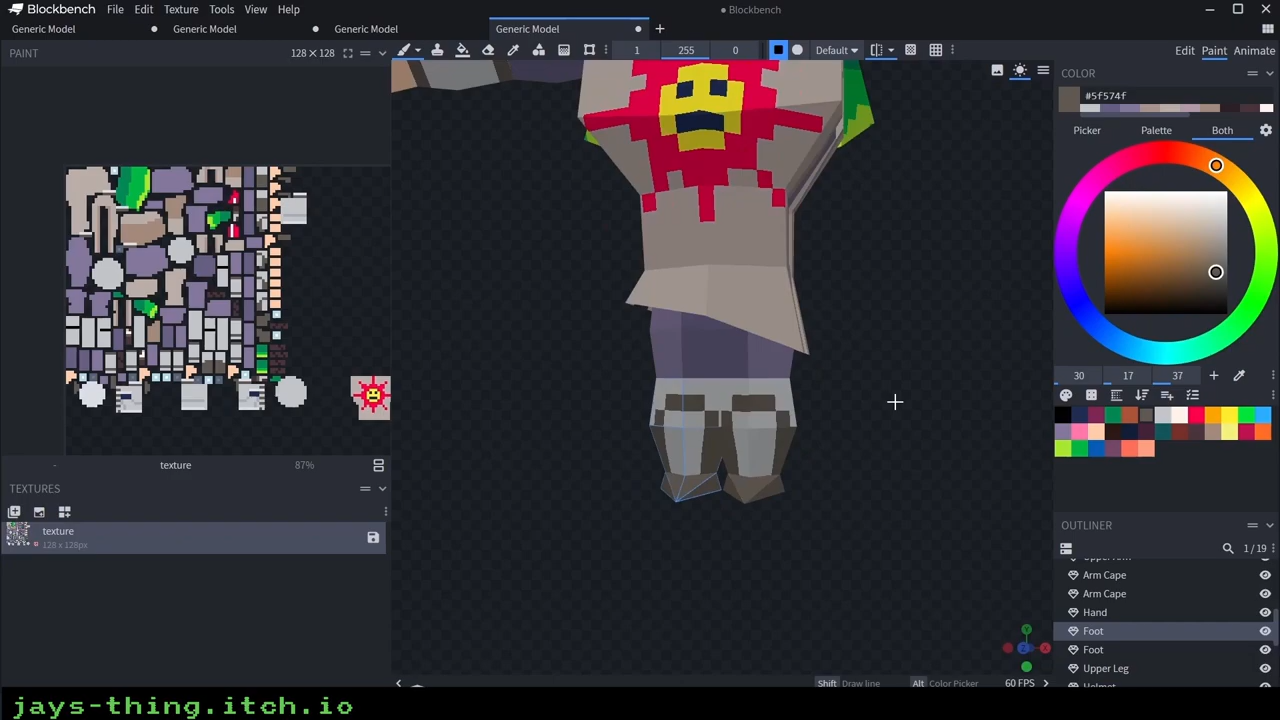 Blockbench File Edit Texture Tools View Help ● Blockbench
Generic Model Generic Model Generic Model Generic Model
PAINT 128 × 128 1 255 0 Default Edit Paint Animate
COLOR
#5f574f
Picker Palette Both
30 17 37
- texture 87%
TEXTURES
texture
128 x 128px
OUTLINER
1 / 19
Arm Cape
Arm Cape
Hand
Foot
Foot
Upper Leg
Shift Draw line Alt Color Picker 60 FPS
jays-thing.itch.io